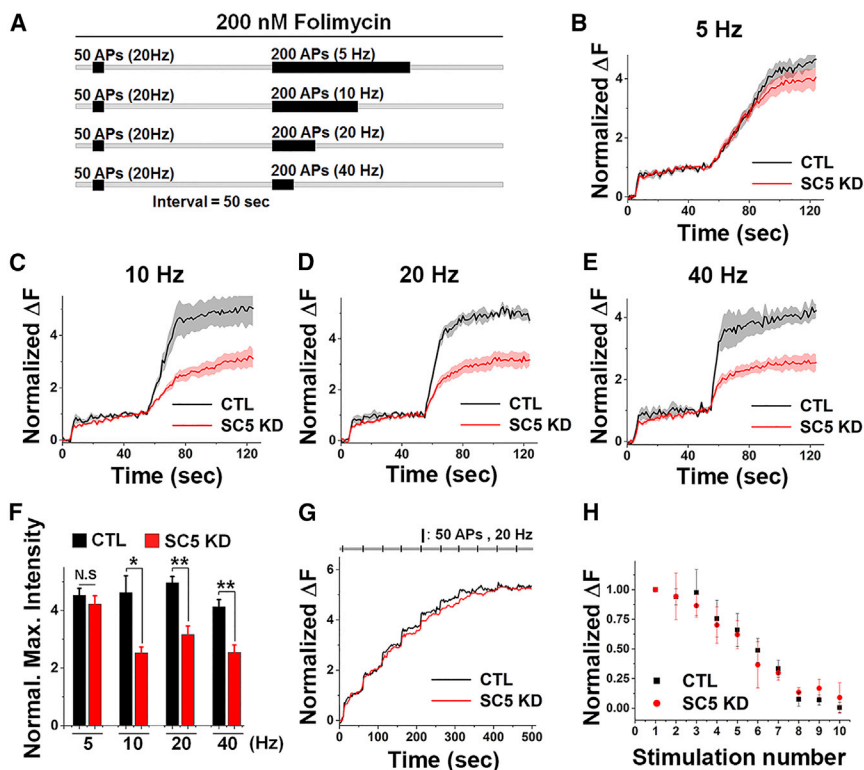 A
200 nM Folimycin
50 APs (20Hz) 200 APs (5 Hz)
50 APs (20Hz) 200 APs (10 Hz)
50 APs (20Hz) 200 APs (20 Hz)
50 APs (20Hz) 200 APs (40 Hz)
Interval = 50 sec
B
5 Hz
Normalized ΔF
4
2
0
CTL
SC5 KD
0 40 80 120
Time (sec)
C
10 Hz
Normalized ΔF
4
2
0
CTL
SC5 KD
0 40 80 120
Time (sec)
D
20 Hz
Normalized ΔF
6
4
2
0
CTL
SC5 KD
0 40 80 120
Time (sec)
E
40 Hz
Normalized ΔF
4
2
0
CTL
SC5 KD
0 40 80 120
Time (sec)
F
CTL SC5 KD
Normal. Max. Intensity
4
2
0
N.S * ** **
5 10 20 40 (Hz)
G
: 50 APs , 20 Hz
Normalized ΔF
6
4
2
0
CTL
SC5 KD
0 100 200 300 400 500
Time (sec)
H
Normalized ΔF
1.00
0.75
0.50
0.25
0.00
CTL
SC5 KD
0 1 2 3 4 5 6 7 8 9 10
Stimulation number